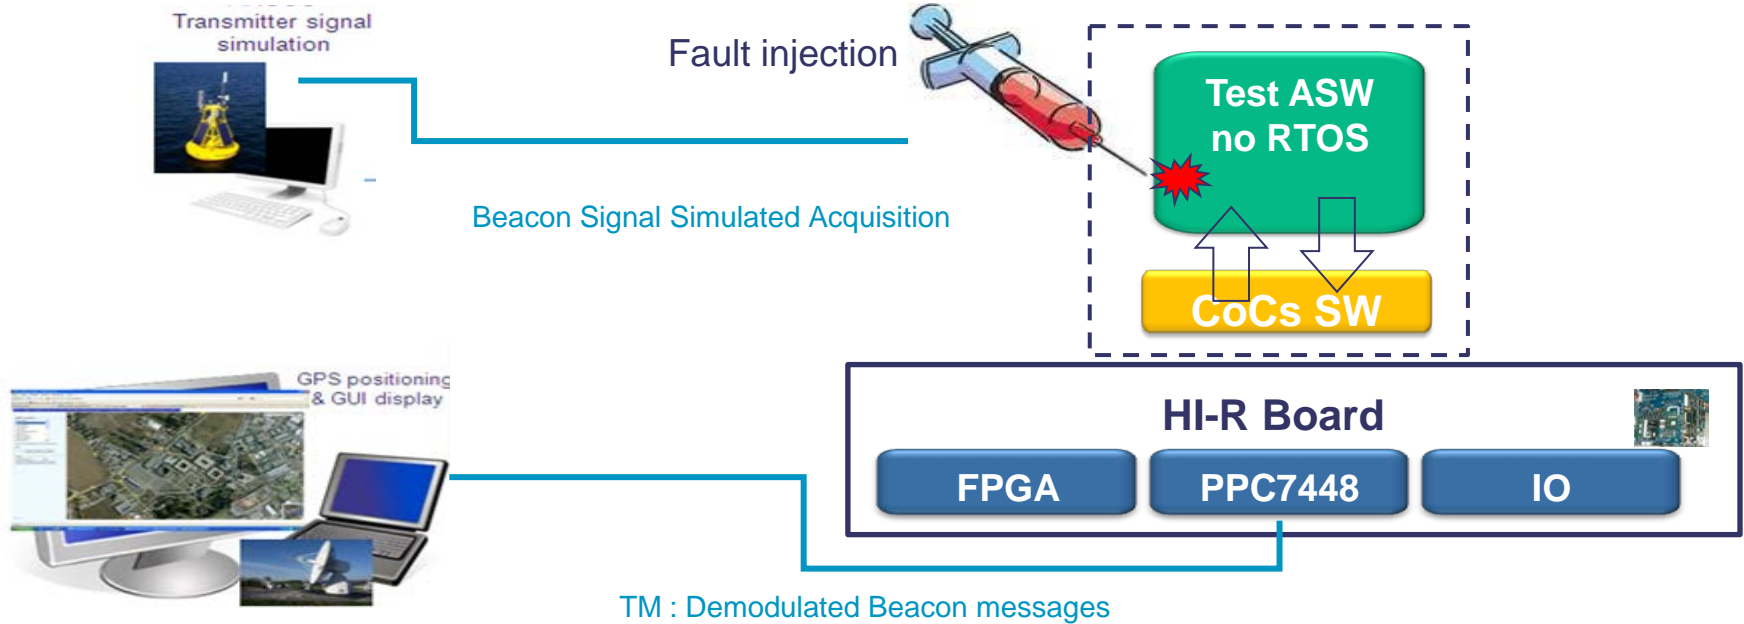 Transmitter signal
simulation
Fault injection
Test ASW
no RTOS
Beacon Signal Simulated Acquisition
CoCs SW
GPS positioning
& GUI display
HI-R Board
FPGA
PPC7448
IO
TM : Demodulated Beacon messages